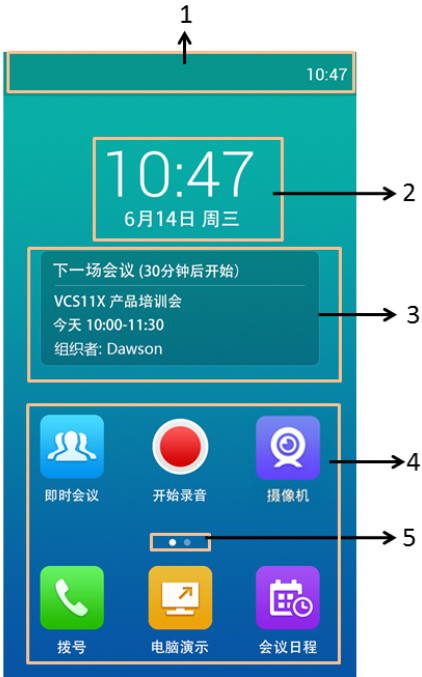 1
10:47
10:47
2
6月14日 周三
下一场会议 (30分钟后开始)
VCS11X 产品培训会
今天 10:00-11:30
组织者: Dawson
3
即时会议 开始录音 摄像机
4
5
拨号 电脑演示 会议日程